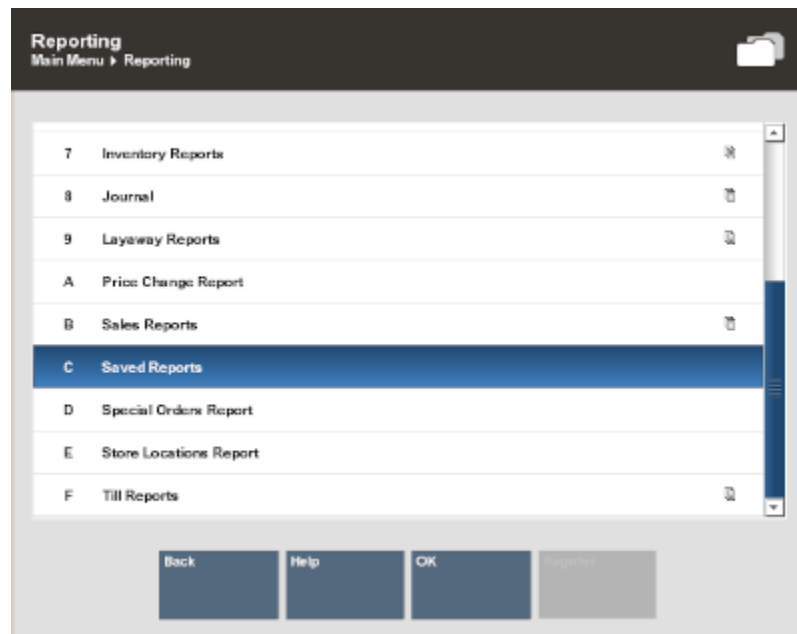 Reporting
Main Menu ▸ Reporting
7 Inventory Reports
8 Journal
9 Layaway Reports
A Price Change Report
B Sales Reports
C Saved Reports
D Special Orders Report
E Store Locations Report
F Till Reports
Back Help OK Register